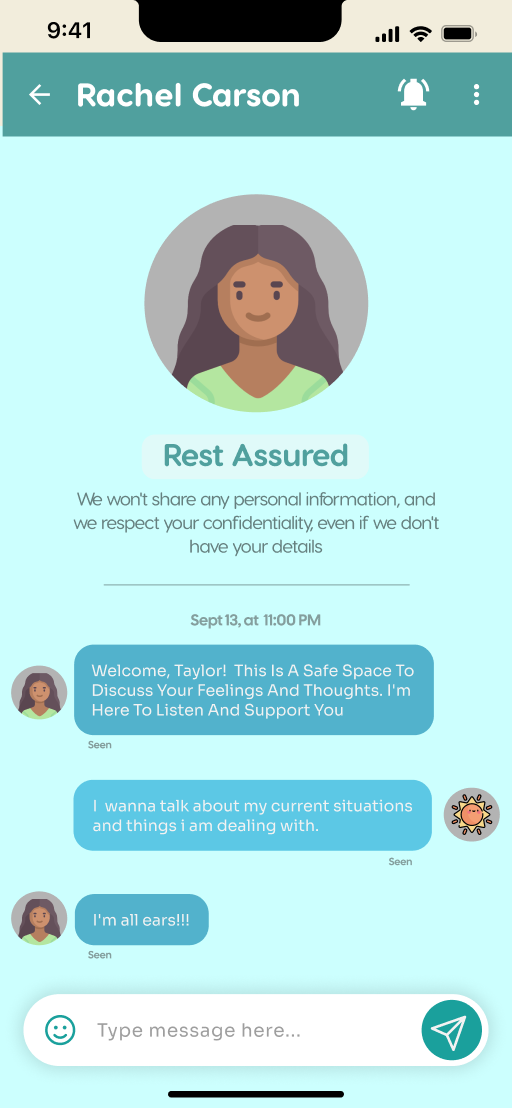 9:41
Rachel Carson
Rest Assured
We won't share any personal information, and
we respect your confidentiality, even if we don't
have your details
Sept 13, at 11:00 PM
Welcome, Taylor! This Is A Safe Space To
Discuss Your Feelings And Thoughts. I'm
Here To Listen And Support You
Seen
I wanna talk about my current situations
and things i am dealing with.
Seen
I'm all ears!!!
Seen
Type message here...